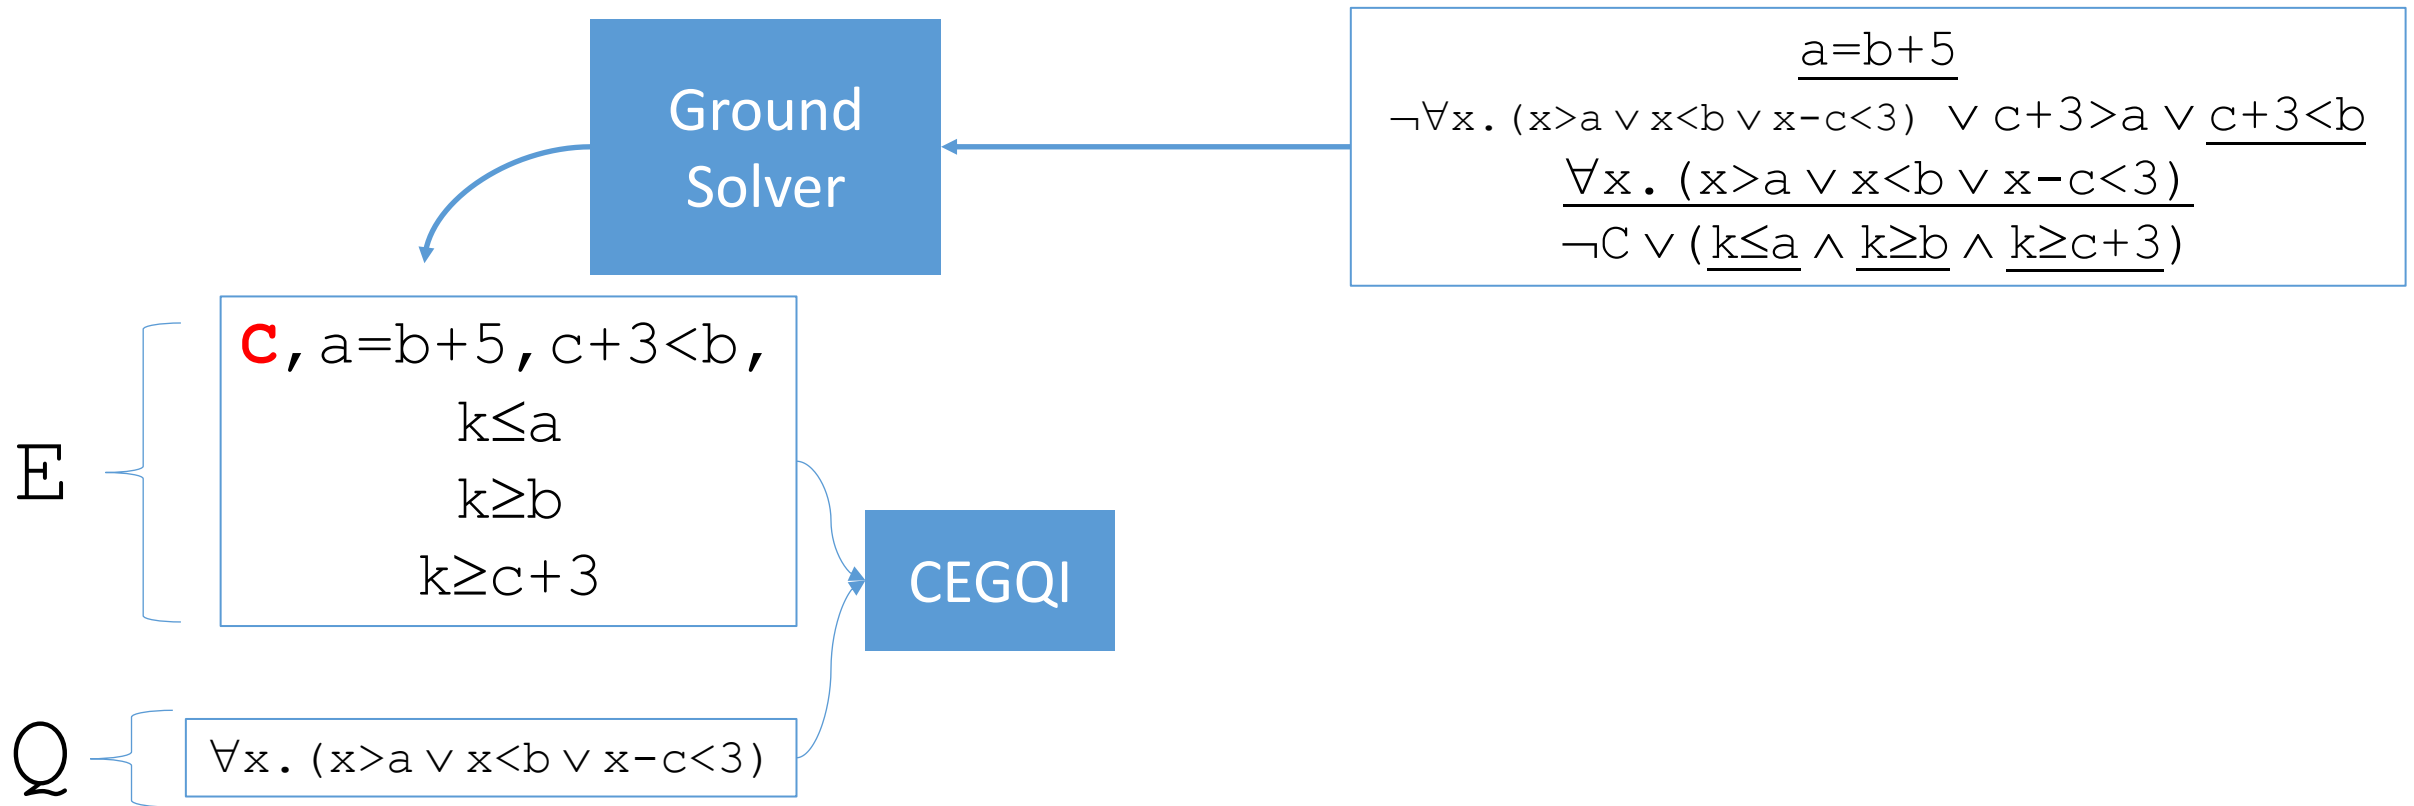 Ground
Solver
a=b+5
¬∀x.(x>a ∨ x<b ∨ x-c<3) ∨ c+3>a ∨ c+3<b
∀x.(x>a ∨ x<b ∨ x-c<3)
¬C ∨ (k≤a ∧ k≥b ∧ k≥c+3)
E
C,a=b+5,c+3<b,
k≤a
k≥b
k≥c+3
CEGQI
Q
∀x.(x>a ∨ x<b ∨ x-c<3)